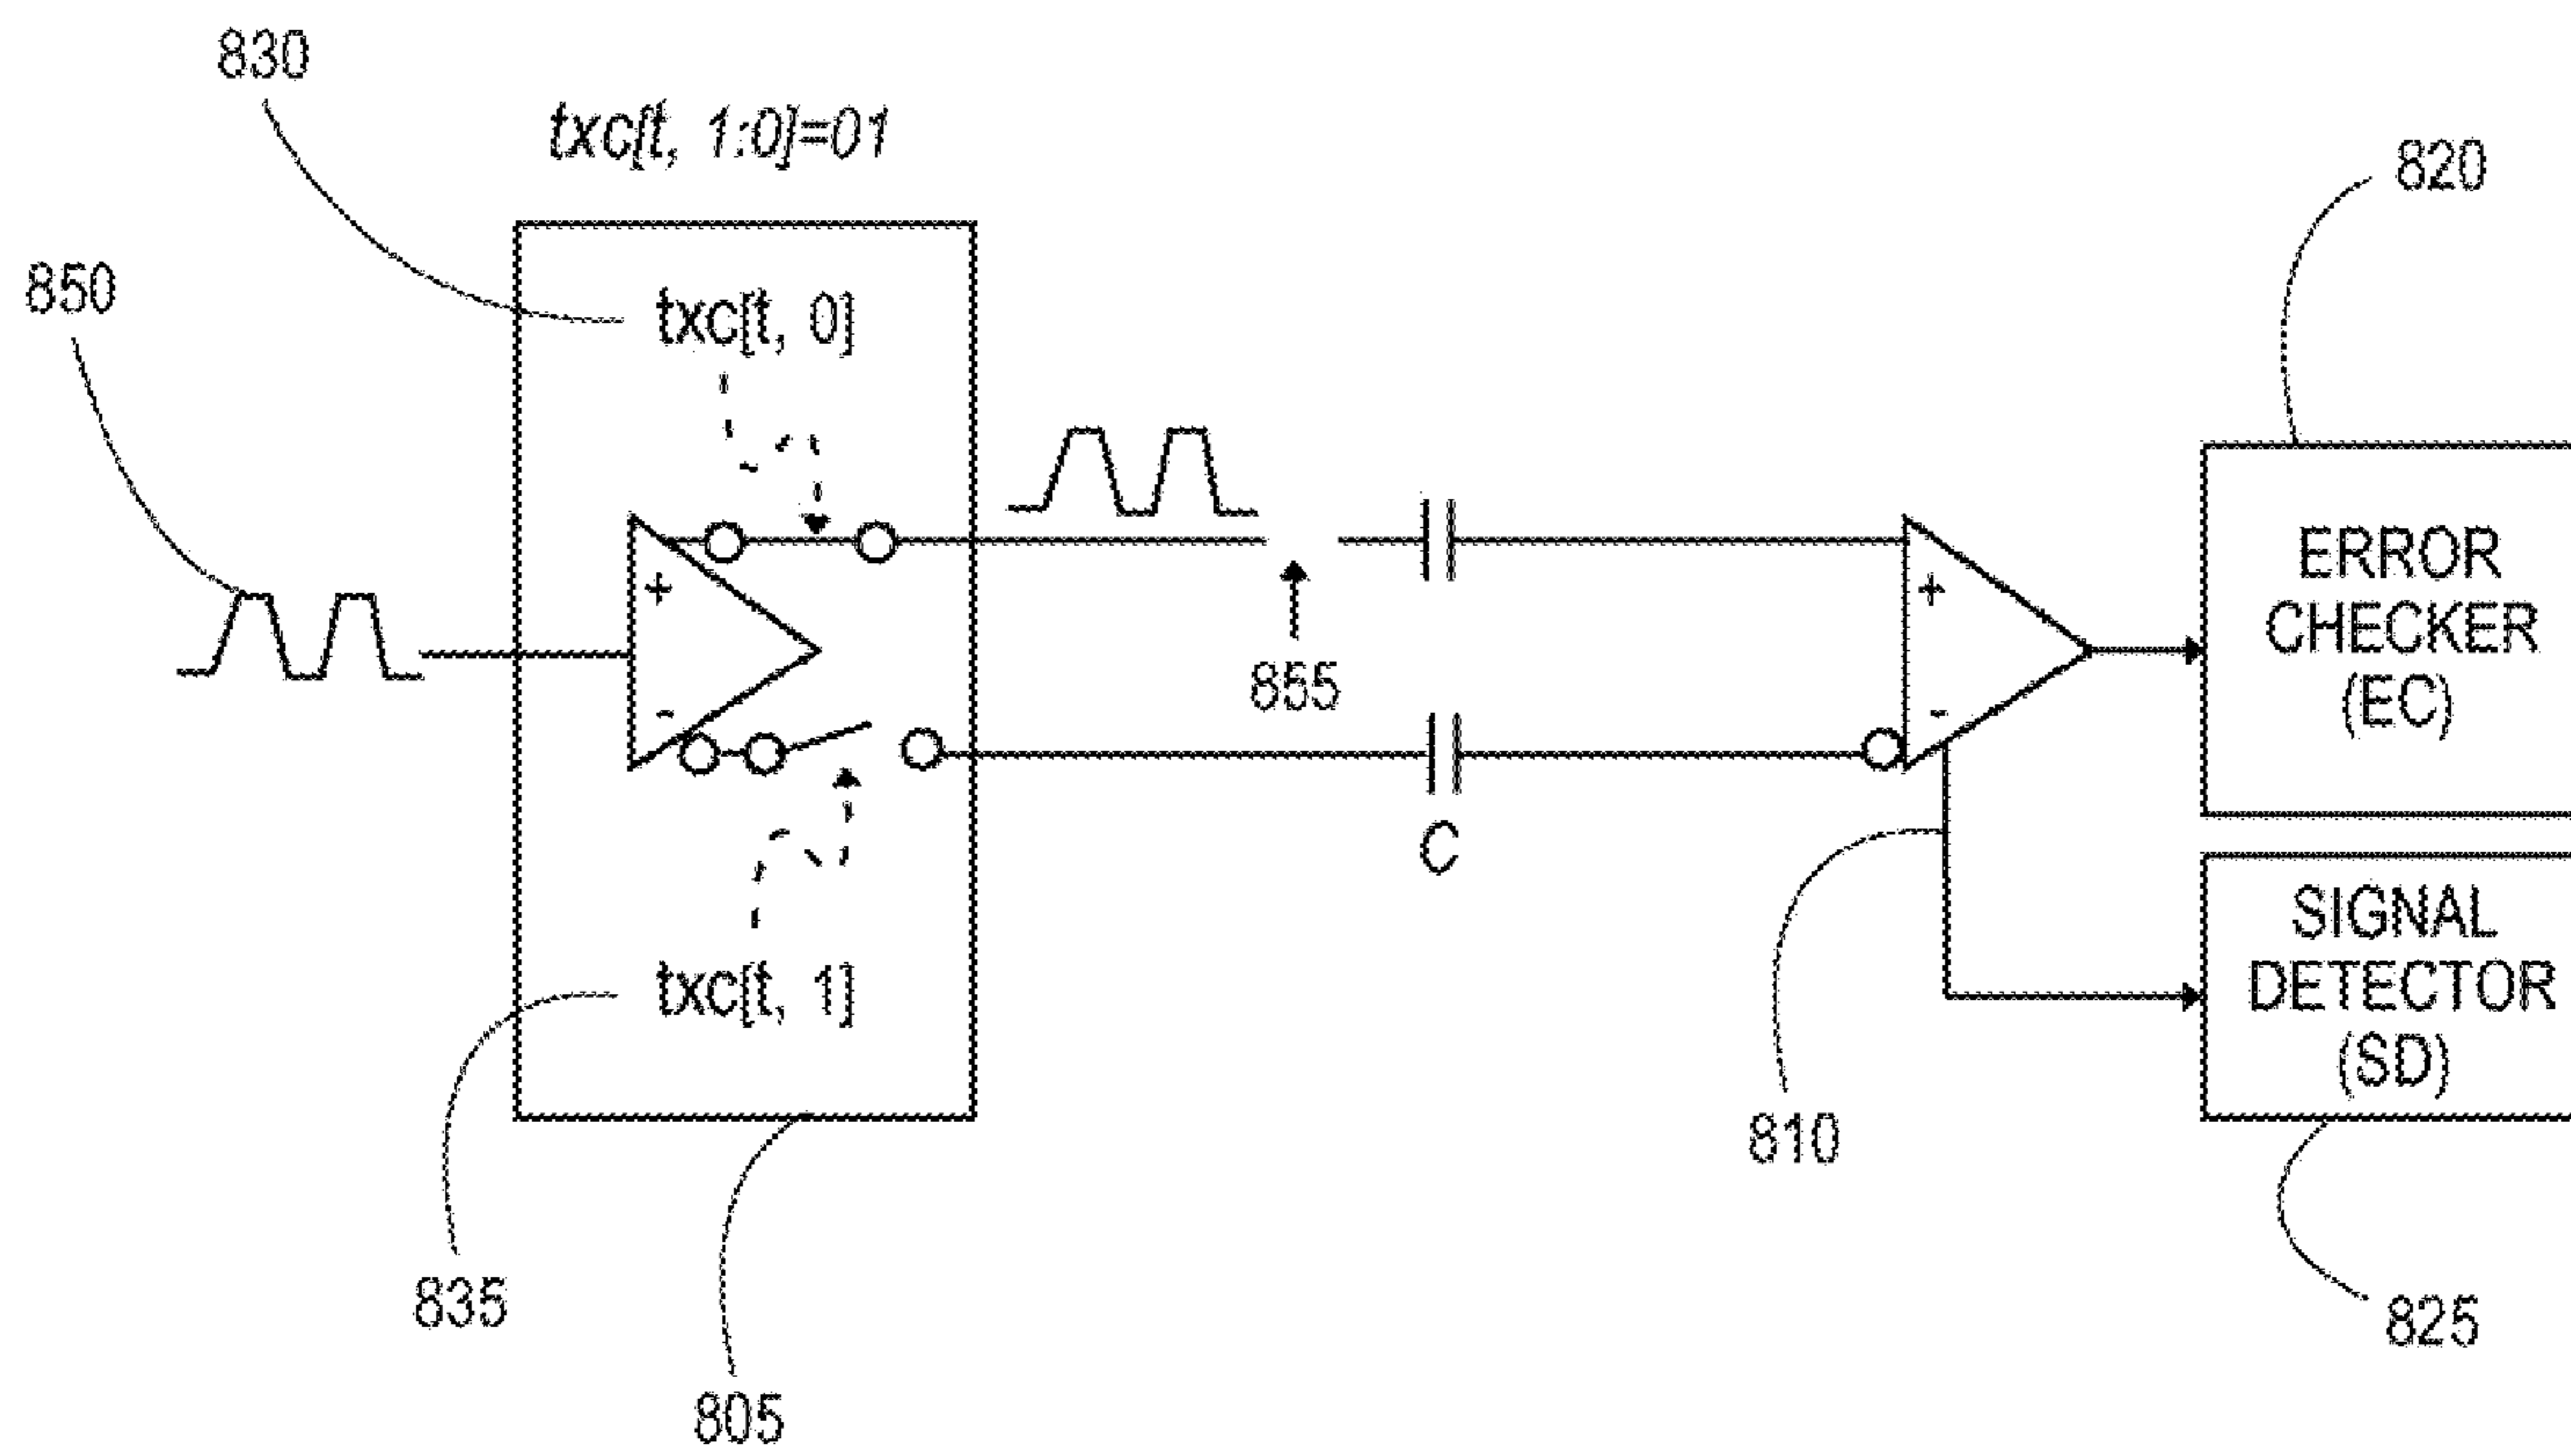 830
txc[t, 1:0]=01
820
850
txc[t, 0]
+
-
855
+
-
ERROR
CHECKER
(EC)
C
SIGNAL
DETECTOR
(SD)
txc[t, 1]
810
835
825
805